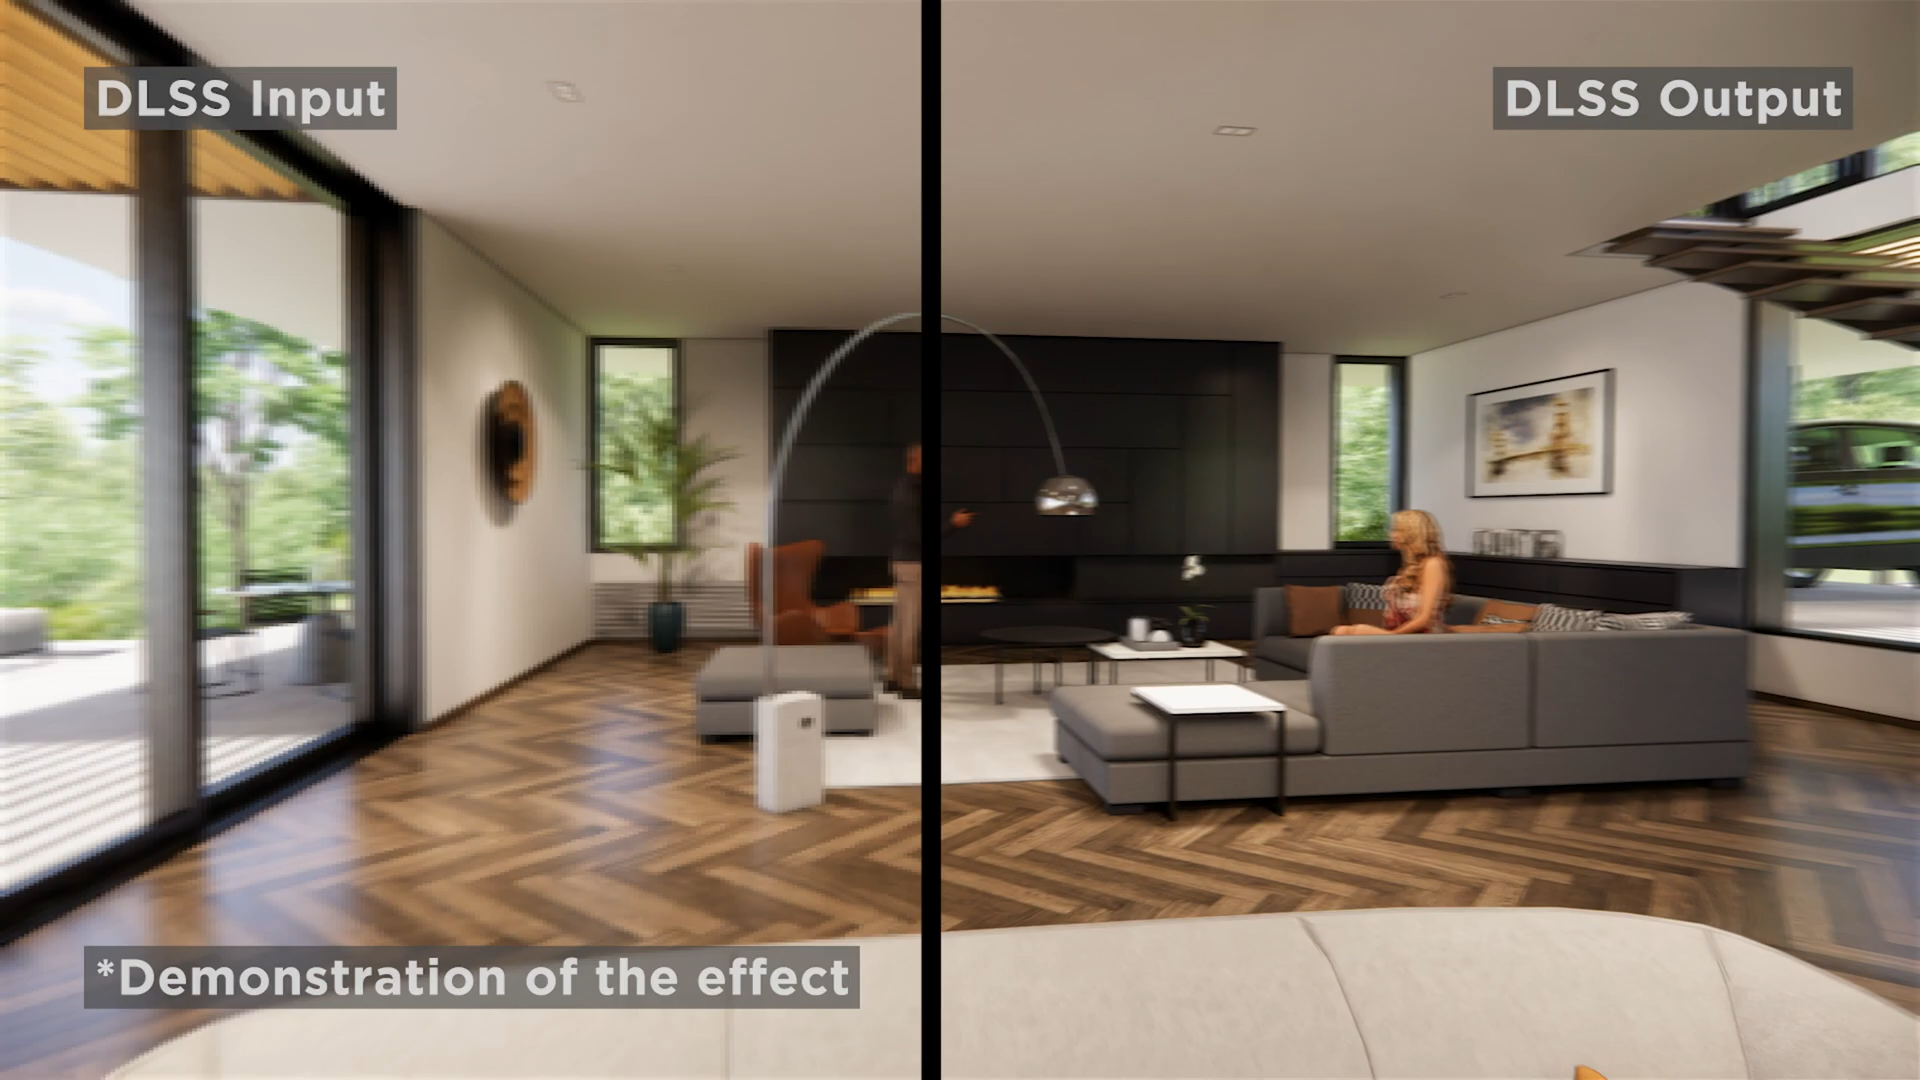 DLSS Input
DLSS Output
*Demonstration of the effect